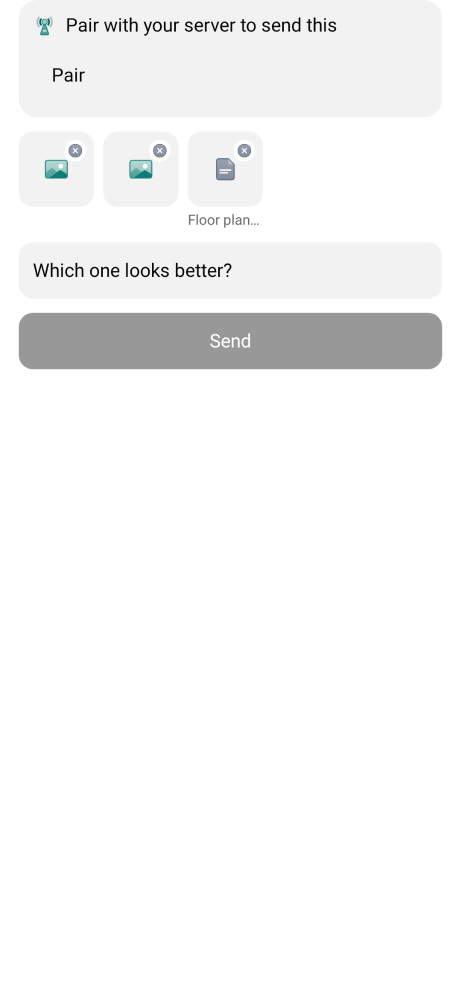 Pair with your server to send this
Pair
Floor plan…
Which one looks better?
Send